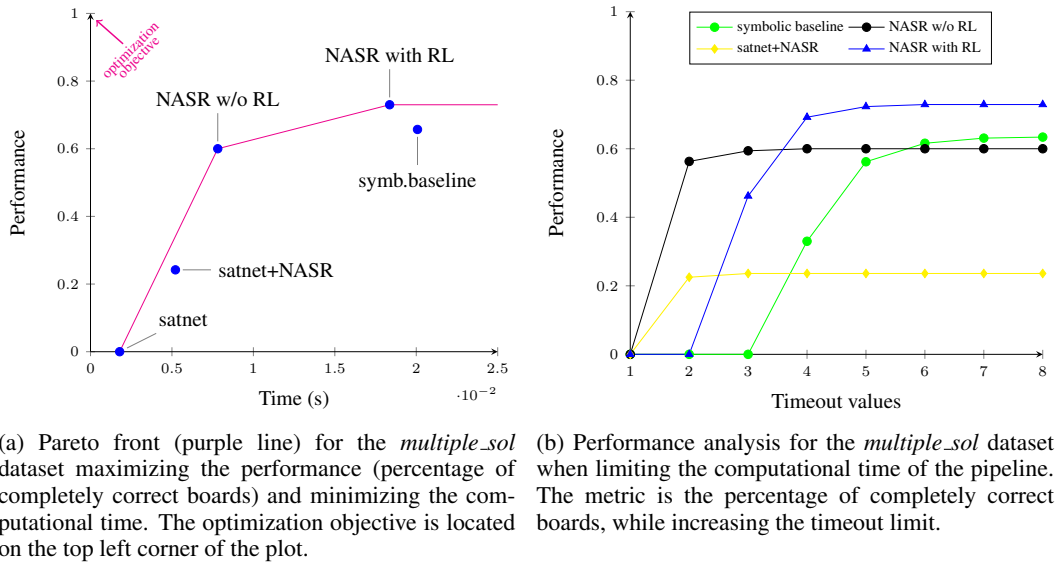 1
0.8
0.6
0.4
0.2
0
Performance
optimization
objective
NASR with RL
NASR w/o RL
symb.baseline
satnet+NASR
satnet
0 0.5 1 1.5 2 2.5
·10⁻²
Time (s)
(a) Pareto front (purple line) for the multiple_sol
dataset maximizing the performance (percentage of
completely correct boards) and minimizing the com-
putational time. The optimization objective is located
on the top left corner of the plot.
1
0.8
0.6
0.4
0.2
0
Performance
symbolic baseline NASR w/o RL
satnet+NASR NASR with RL
1 2 3 4 5 6 7 8
Timeout values
(b) Performance analysis for the multiple_sol dataset
when limiting the computational time of the pipeline.
The metric is the percentage of completely correct
boards, while increasing the timeout limit.